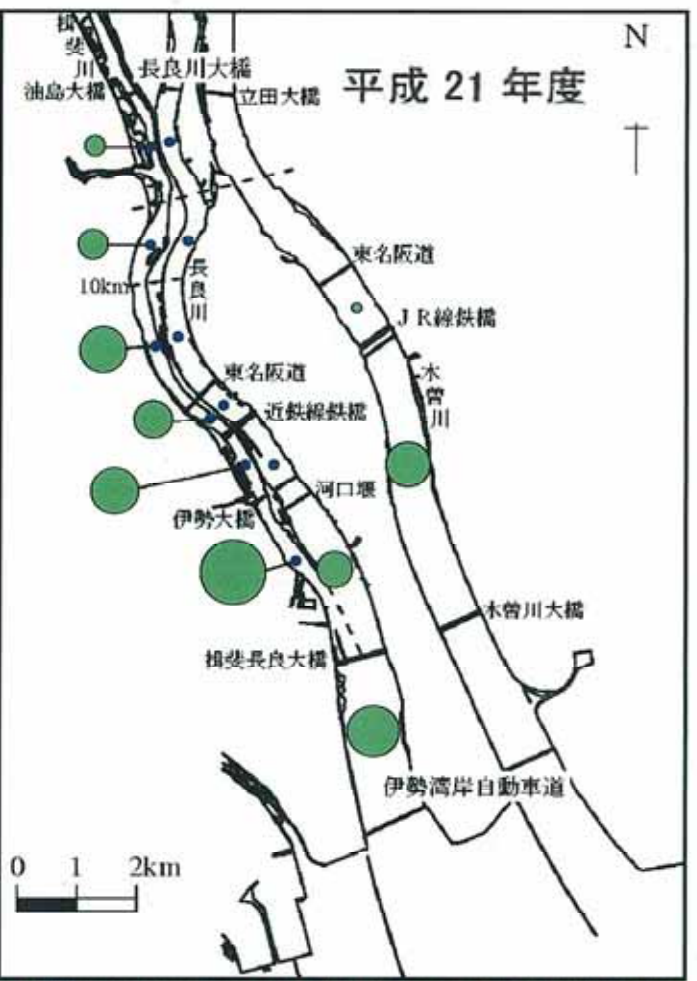 揖斐川
長良川大橋
油島大橋
立田大橋
平成 21 年度
N
東名阪道
10km
長良川
JR線鉄橋
東名阪道
木曽川
近鉄線鉄橋
河口堰
伊勢大橋
木曽川大橋
揖斐長良大橋
伊勢湾岸自動車道
0 1 2km